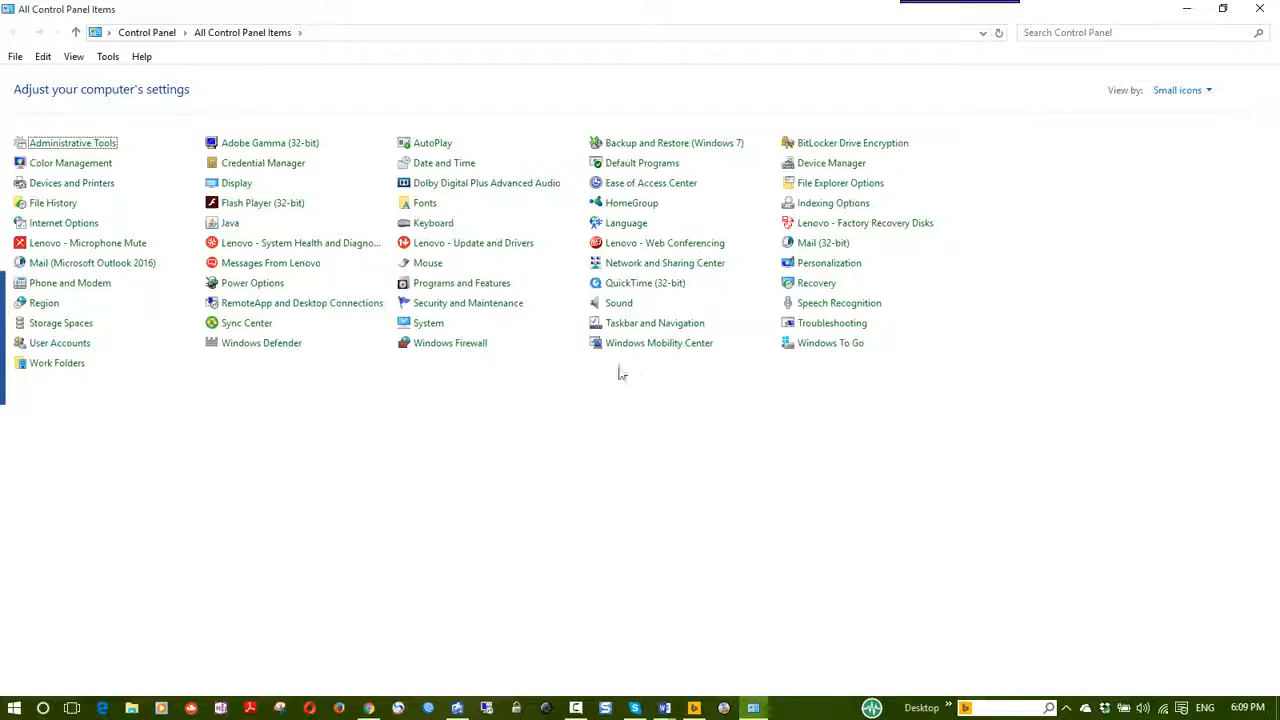 All Control Panel Items
Control Panel All Control Panel Items Search Control Panel
File Edit View Tools Help
Adjust your computer's settings View by: Small icons
Administrative Tools Adobe Gamma (32-bit) AutoPlay Backup and Restore (Windows 7) BitLocker Drive Encryption
Color Management Credential Manager Date and Time Default Programs Device Manager
Devices and Printers Display Dolby Digital Plus Advanced Audio Ease of Access Center File Explorer Options
File History Flash Player (32-bit) Fonts HomeGroup Indexing Options
Internet Options Java Keyboard Language Lenovo - Factory Recovery Disks
Lenovo - Microphone Mute Lenovo - System Health and Diagno... Lenovo - Update and Drivers Lenovo - Web Conferencing Mail (32-bit)
Mail (Microsoft Outlook 2016) Messages From Lenovo Mouse Network and Sharing Center Personalization
Phone and Modem Power Options Programs and Features QuickTime (32-bit) Recovery
Region RemoteApp and Desktop Connections Security and Maintenance Sound Speech Recognition
Storage Spaces Sync Center System Taskbar and Navigation Troubleshooting
User Accounts Windows Defender Windows Firewall Windows Mobility Center Windows To Go
Work Folders
Desktop ENG 6:09 PM